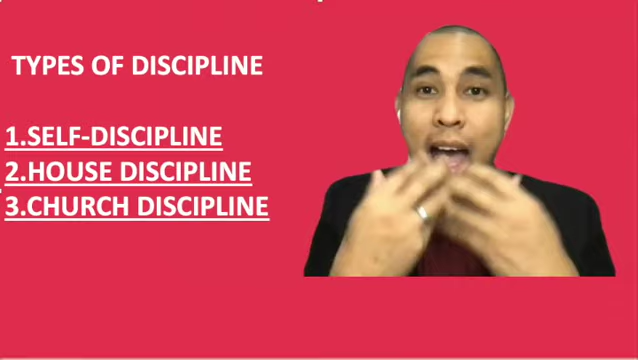 TYPES OF DISCIPLINE
1.SELF-DISCIPLINE
2.HOUSE DISCIPLINE
3.CHURCH DISCIPLINE